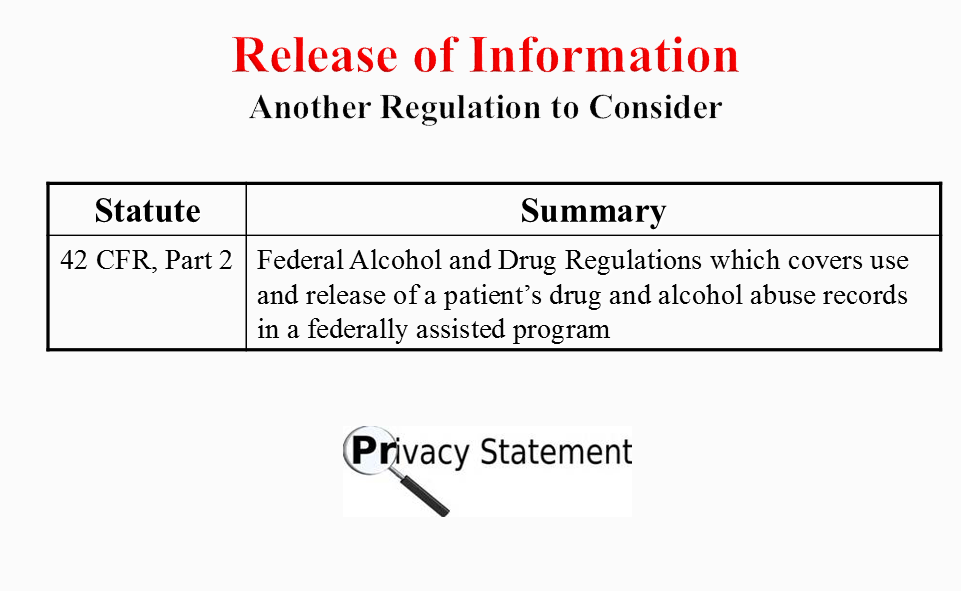 Release of Information
Another Regulation to Consider
Statute
Summary
42 CFR, Part 2
Federal Alcohol and Drug Regulations which covers use
and release of a patient’s drug and alcohol abuse records
in a federally assisted program
Privacy Statement